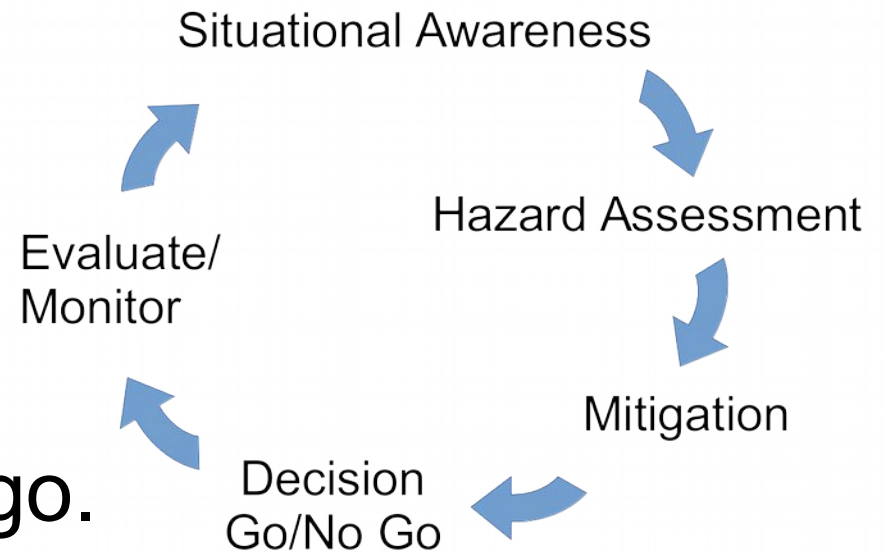 Situational Awareness
Hazard Assessment
Evaluate/
Monitor
Mitigation
Decision
Go/No Go
go.